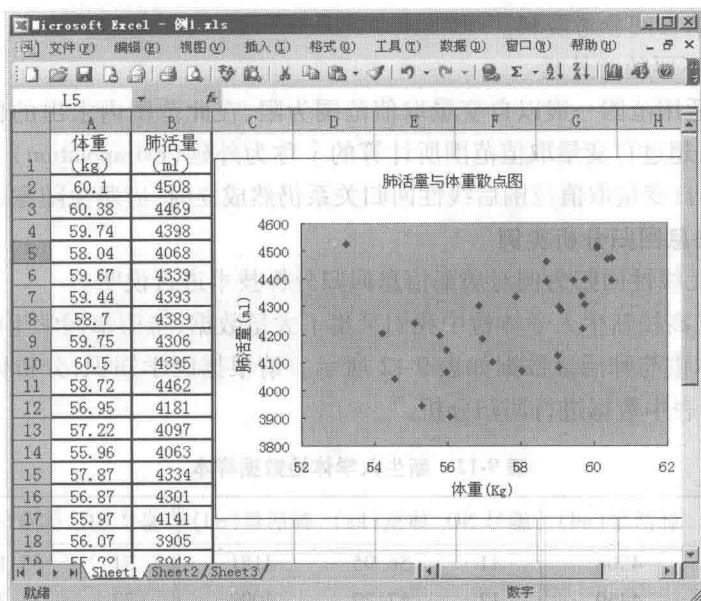 Microsoft Excel - 例1.xls
文件(F) 编辑(E) 视图(V) 插入(I) 格式(O) 工具(T) 数据(D) 窗口(W) 帮助(H)
L5 fx
A B C D E F G H
1 体重(kg) 肺活量(ml)
2 60.1 4508
3 60.38 4469
4 59.74 4398
5 58.04 4068
6 59.67 4339
7 59.44 4393
8 58.7 4389
9 59.75 4306
10 60.5 4395
11 58.72 4462
12 56.95 4181
13 57.22 4097
14 55.96 4063
15 57.87 4334
16 56.87 4301
17 55.97 4141
18 56.07 3905
19 55.28 3943
肺活量与体重散点图
肺活量(ml)
4600
4500
4400
4300
4200
4100
4000
3900
3800
52 54 56 58 60 62
体重(Kg)
Sheet1 Sheet2 Sheet3
就绪 数字